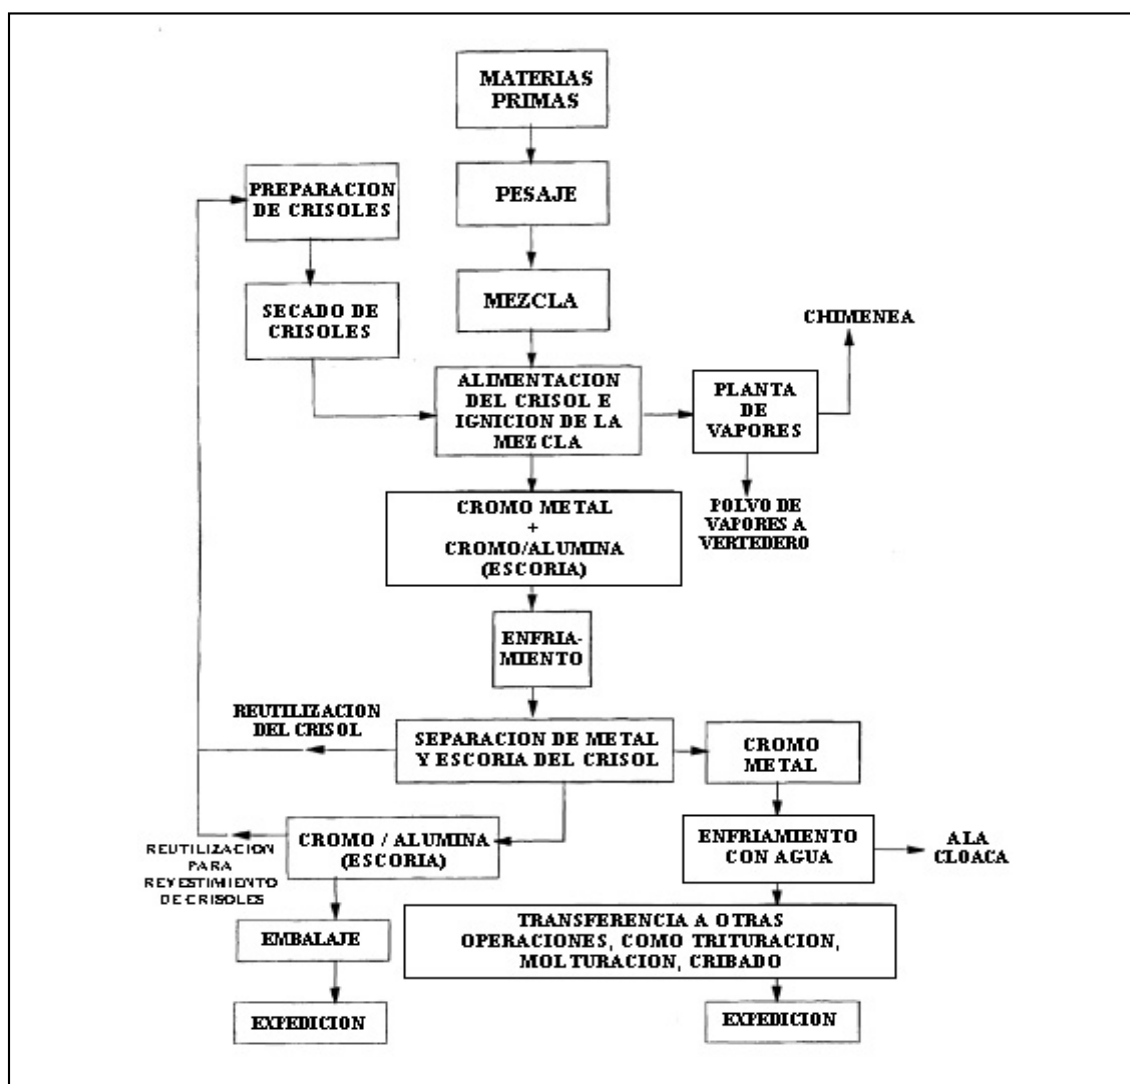 MATERIAS
PRIMAS
PREPARACION
DE CRISOLES
PESAJE
SECADO DE
CRISOLES
MEZCLA
CHIMENEA
ALIMENTACION
DEL CRISOL E
IGNICION DE LA
MEZCLA
PLANTA
DE
VAPORES
POLVO DE
VAPORES A
VERTEDERO
CROMO METAL
+
CROMO/ALUMINA
(ESCORIA)
ENFRIA-
MIENTO
REUTILIZACION
DEL CRISOL
SEPARACION DE METAL
Y ESCORIA DEL CRISOL
CROMO
METAL
REUTILIZACION
PARA
REVESTIMIENTO
DE CRISOLES
CROMO / ALUMINA
(ESCORIA)
ENFRIAMIENTO
CON AGUA
A LA
CLOACA
EMBALAJE
TRANSFERENCIA A OTRAS
OPERACIONES, COMO TRITURACION,
MOLTURACION, CRIBADO
EXPEDICION
EXPEDICION